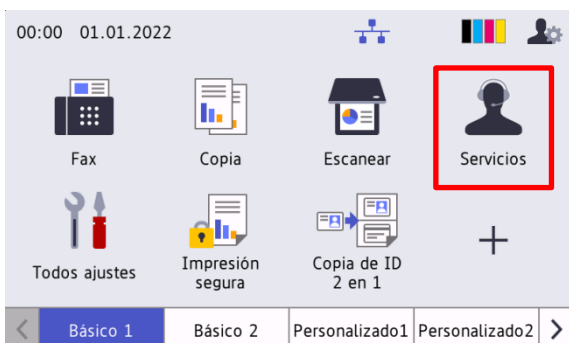 00:00 01.01.2022
Fax
Copia
Escanear
Servicios
Todos ajustes
Impresión
segura
Copia de ID
2 en 1
Básico 1
Básico 2
Personalizado1
Personalizado2